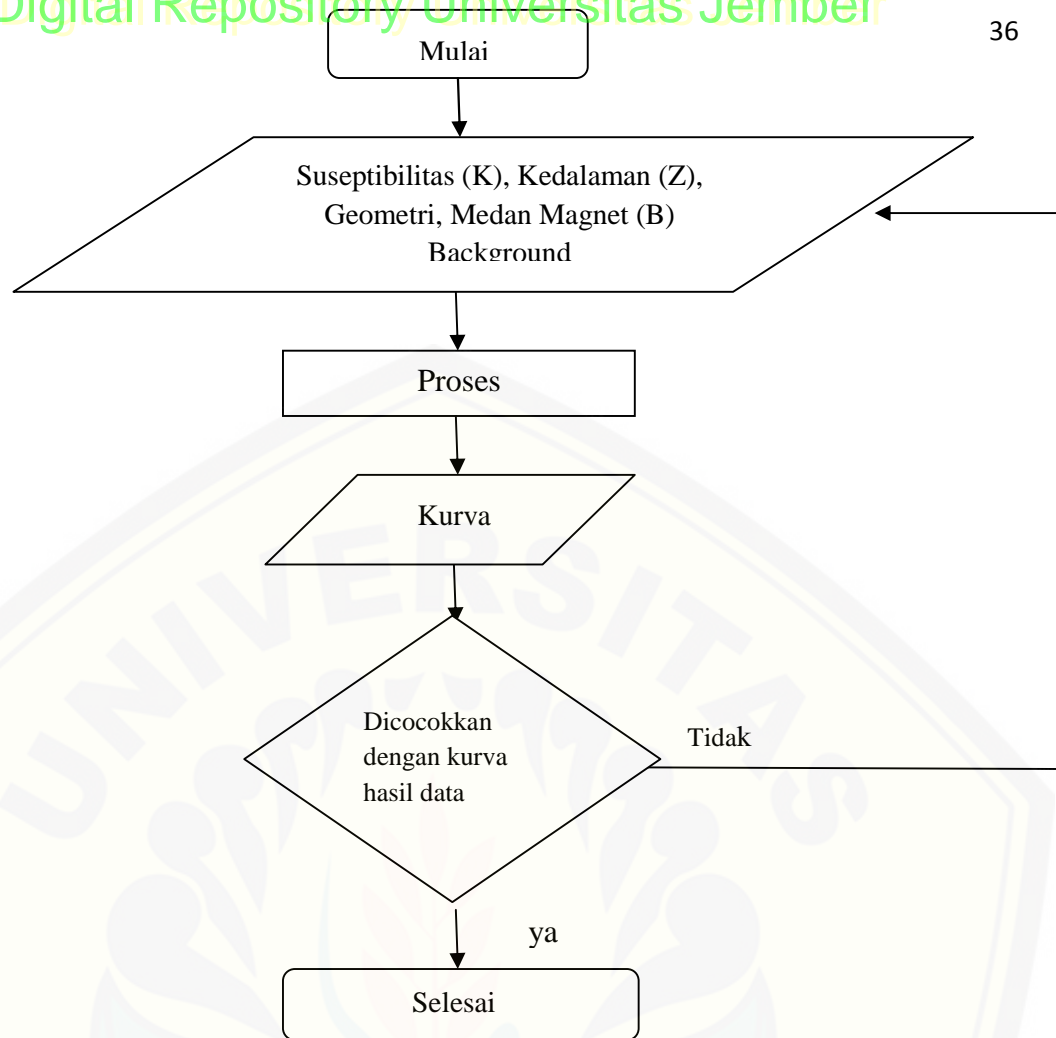 Digital Repository Universitas Jember
36
Mulai
Suseptibilitas (K), Kedalaman (Z),
Geometri, Medan Magnet (B)
Background
Proses
Kurva
Dicocokkan
dengan kurva
hasil data
Tidak
ya
Selesai
UNIVERSITAS